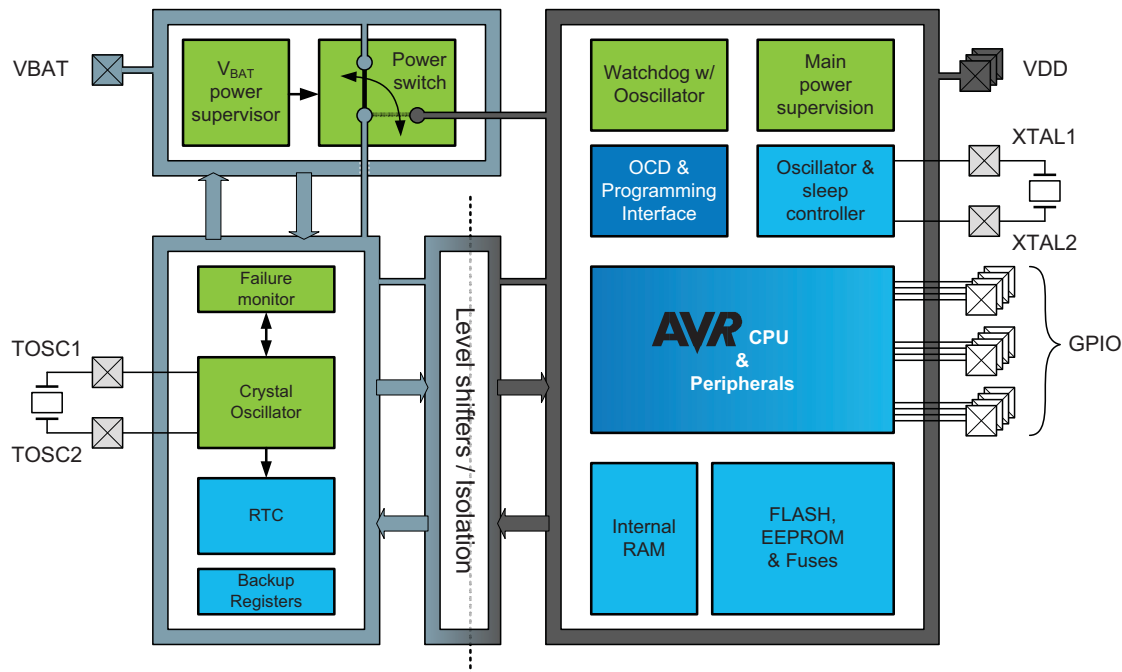 VBAT
VBAT
power
supervisor
Power
switch
Watchdog w/
Ooscillator
Main
power
supervision
VDD
OCD &
Programming
Interface
Oscillator &
sleep
controller
XTAL1
XTAL2
Failure
monitor
TOSC1
TOSC2
Crystal
Oscillator
RTC
Backup
Registers
Level shifters / Isolation
AVR CPU
&
Peripherals
GPIO
Internal
RAM
FLASH,
EEPROM
& Fuses